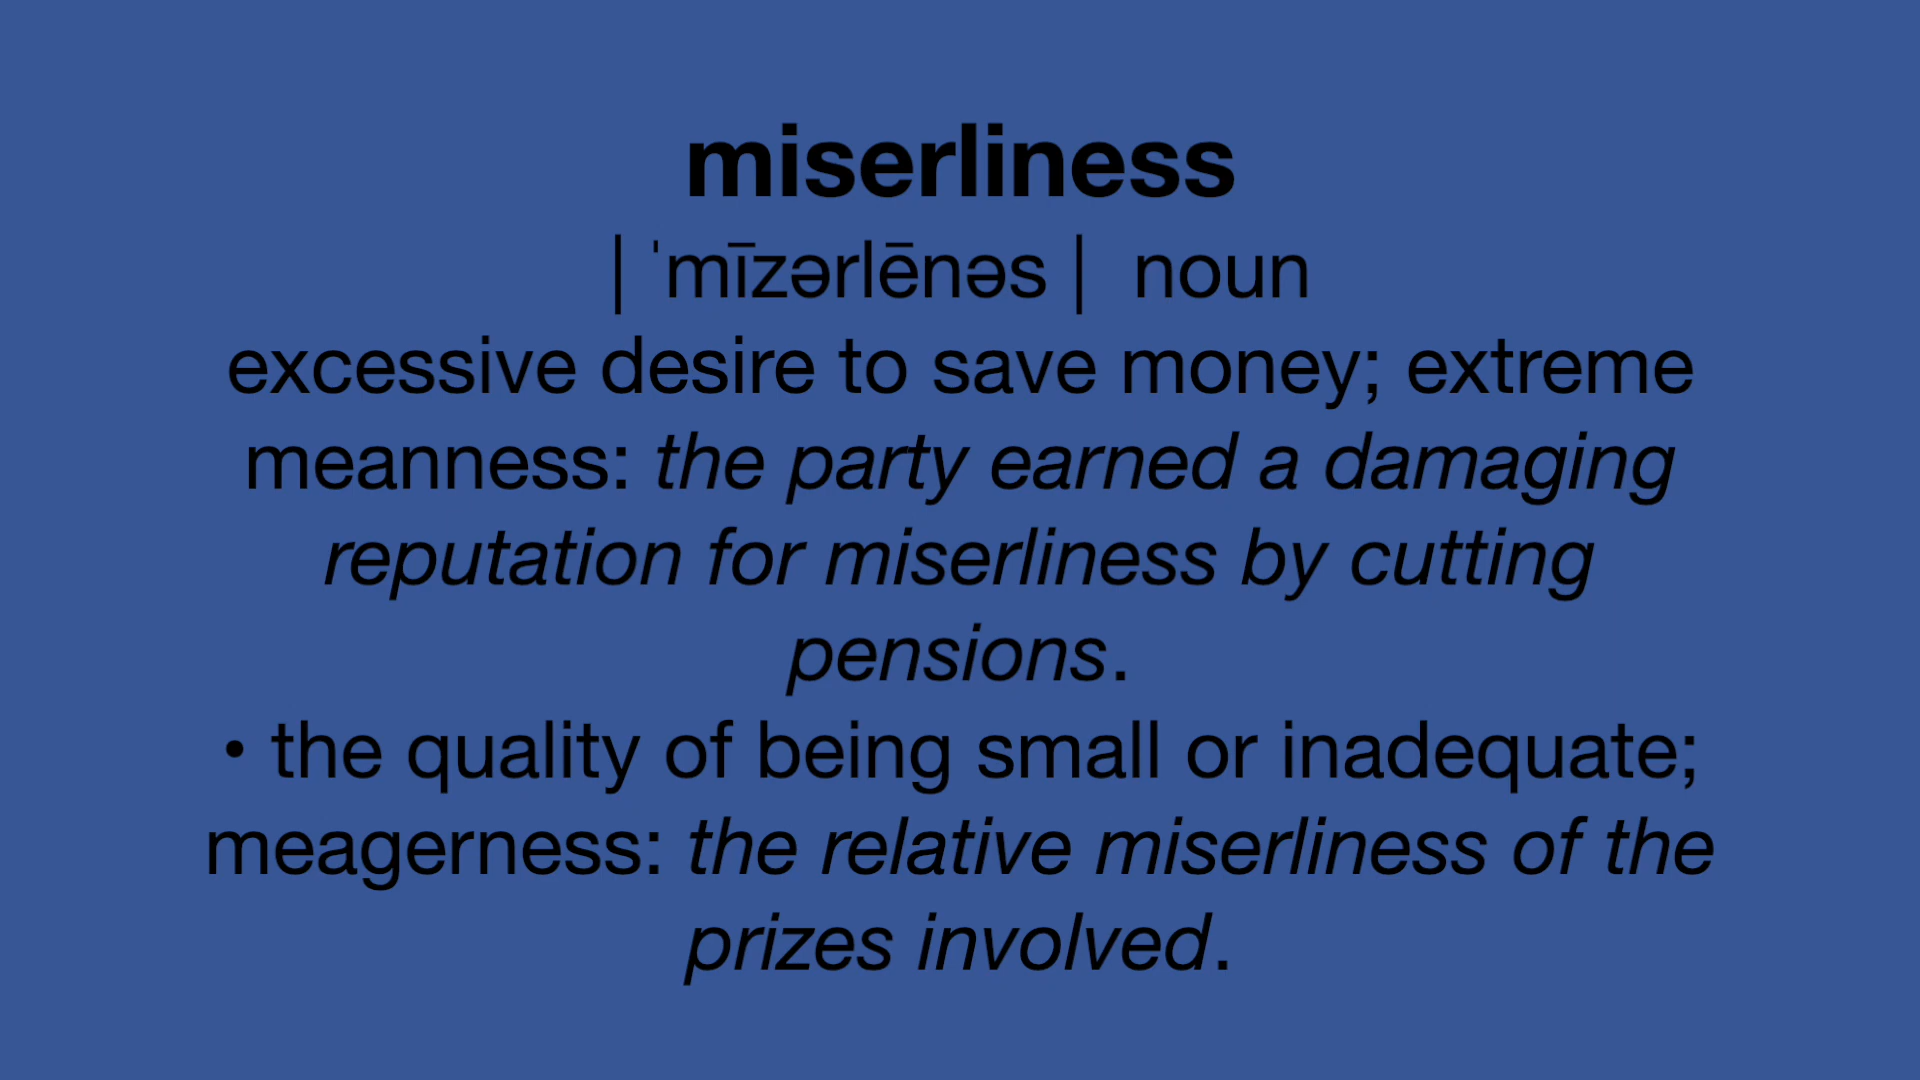 miserliness
| ˈmīzərlēnəs | noun
excessive desire to save money; extreme
meanness: the party earned a damaging
reputation for miserliness by cutting
pensions.
• the quality of being small or inadequate;
meagerness: the relative miserliness of the
prizes involved.